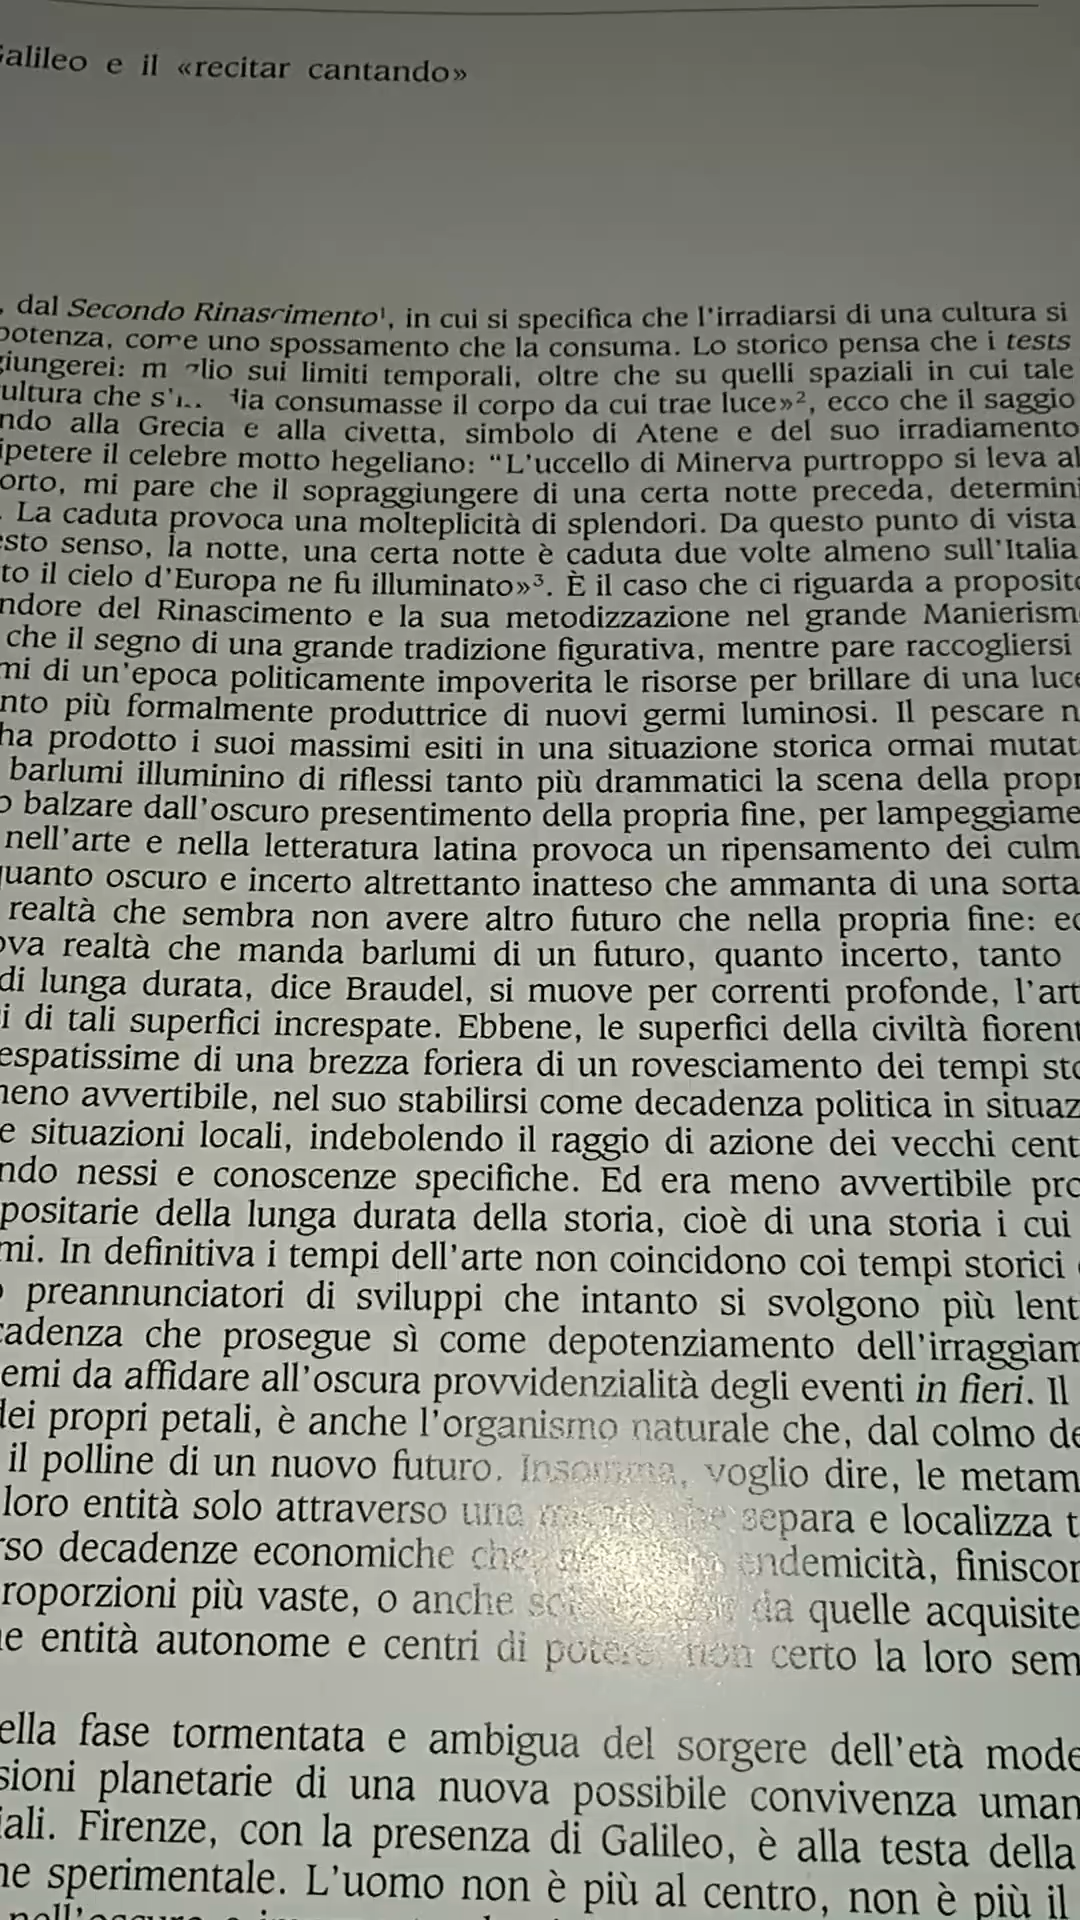 Galileo e il «recitar cantando»
, dal Secondo Rinascimento¹, in cui si specifica che l'irradiarsi di una cultura si
potenza, come uno spossamento che la consuma. Lo storico pensa che i tests
giungerei: m glio sui limiti temporali, oltre che su quelli spaziali in cui tale
ultura che s' dia consumasse il corpo da cui trae luce»², ecco che il saggio
ndo alla Grecia e alla civetta, simbolo di Atene e del suo irradiamento
ipetere il celebre motto hegeliano: “L'uccello di Minerva purtroppo si leva al
orto, mi pare che il sopraggiungere di una certa notte preceda, determini
. La caduta provoca una molteplicità di splendori. Da questo punto di vista
esto senso, la notte, una certa notte è caduta due volte almeno sull'Italia
to il cielo d'Europa ne fu illuminato»³. È il caso che ci riguarda a proposito
ndore del Rinascimento e la sua metodizzazione nel grande Manierism
che il segno di una grande tradizione figurativa, mentre pare raccogliersi
mi di un'epoca politicamente impoverita le risorse per brillare di una luce
nto più formalmente produttrice di nuovi germi luminosi. Il pescare n
ha prodotto i suoi massimi esiti in una situazione storica ormai mutat
barlumi illuminino di riflessi tanto più drammatici la scena della propr
o balzare dall'oscuro presentimento della propria fine, per lampeggiame
nell'arte e nella letteratura latina provoca un ripensamento dei culm
quanto oscuro e incerto altrettanto inatteso che ammanta di una sorta
realtà che sembra non avere altro futuro che nella propria fine: ec
ova realtà che manda barlumi di un futuro, quanto incerto, tanto
di lunga durata, dice Braudel, si muove per correnti profonde, l'art
i di tali superfici increspate. Ebbene, le superfici della civiltà fiorent
espatissime di una brezza foriera di un rovesciamento dei tempi sto
meno avvertibile, nel suo stabilirsi come decadenza politica in situaz
e situazioni locali, indebolendo il raggio di azione dei vecchi cent
ndo nessi e conoscenze specifiche. Ed era meno avvertibile pro
positarie della lunga durata della storia, cioè di una storia i cui
mi. In definitiva i tempi dell'arte non coincidono coi tempi storici
o preannunciatori di sviluppi che intanto si svolgono più lent
cadenza che prosegue sì come depotenziamento dell'irraggiam
emi da affidare all'oscura provvidenzialità degli eventi in fieri. Il
dei propri petali, è anche l'organismo naturale che, dal colmo de
il polline di un nuovo futuro. Insomma, voglio dire, le metam
loro entità solo attraverso una separa e localizza t
rso decadenze economiche che, endemicità, finiscor
roporzioni più vaste, o anche da quelle acquisite
ne entità autonome e centri di potere, non certo la loro sem
ella fase tormentata e ambigua del sorgere dell'età mode
sioni planetarie di una nuova possibile convivenza uman
iali. Firenze, con la presenza di Galileo, è alla testa della
ne sperimentale. L'uomo non è più al centro, non è più il